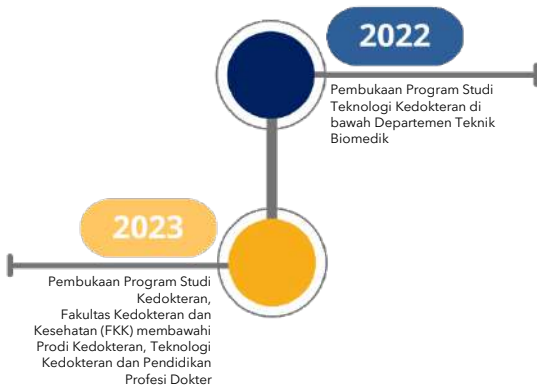 2022
Pembukaan Program Studi
Teknologi Kedokteran di
bawah Departemen Teknik
Biomedik
2023
Pembukaan Program Studi
Kedokteran,
Fakultas Kedokteran dan
Kesehatan (FKK) membawahi
Prodi Kedokteran, Teknologi
Kedokteran dan Pendidikan
Profesi Dokter